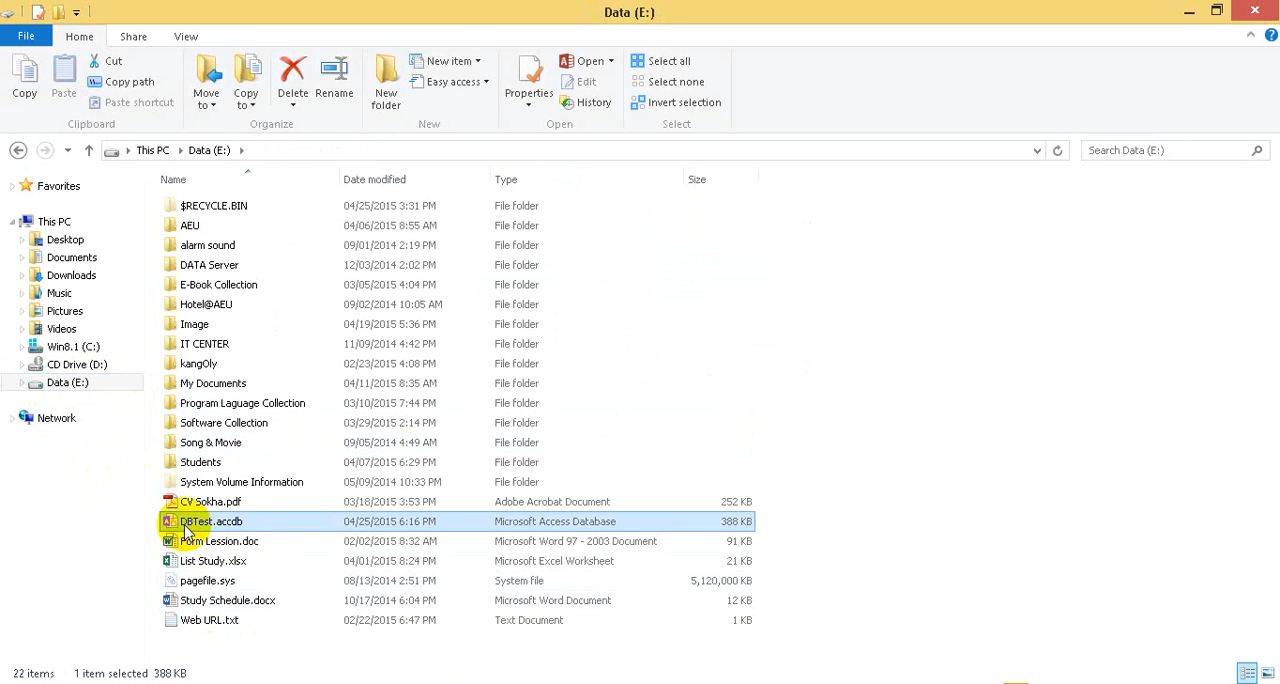 Data (E:)
File Home Share View
Copy Paste Cut Copy path Paste shortcut Move to Copy to Delete Rename New folder New item Easy access Properties Open Edit History Select all Select none Invert selection
Clipboard Organize New Open Select
This PC Data (E:) Search Data (E:)
Name Date modified Type Size
Favorites
This PC
Desktop
Documents
Downloads
Music
Pictures
Videos
Win8.1 (C:)
CD Drive (D:)
Data (E:)
Network
$RECYCLE.BIN 04/25/2015 3:31 PM File folder
AEU 04/06/2015 8:55 AM File folder
alarm sound 09/01/2014 2:19 PM File folder
DATA Server 12/03/2014 2:02 PM File folder
E-Book Collection 03/05/2015 4:04 PM File folder
Hotel@AEU 09/02/2014 10:05 AM File folder
Image 04/19/2015 5:36 PM File folder
IT CENTER 11/09/2014 4:42 PM File folder
kangOly 02/23/2015 4:08 PM File folder
My Documents 04/11/2015 8:35 AM File folder
Program Laguage Collection 03/10/2015 7:44 PM File folder
Software Collection 03/29/2015 2:14 PM File folder
Song & Movie 09/05/2014 4:49 AM File folder
Students 04/07/2015 6:29 PM File folder
System Volume Information 05/09/2014 10:33 PM File folder
CV Sokha.pdf 03/18/2015 3:53 PM Adobe Acrobat Document 252 KB
DBTest.accdb 04/25/2015 6:16 PM Microsoft Access Database 388 KB
Form Lession.doc 02/02/2015 8:32 AM Microsoft Word 97 - 2003 Document 91 KB
List Study.xlsx 04/01/2015 8:24 PM Microsoft Excel Worksheet 21 KB
pagefile.sys 08/13/2014 2:51 PM System file 5,120,000 KB
Study Schedule.docx 10/17/2014 6:04 PM Microsoft Word Document 12 KB
Web URL.txt 02/22/2015 6:47 PM Text Document 1 KB
22 items 1 item selected 388 KB